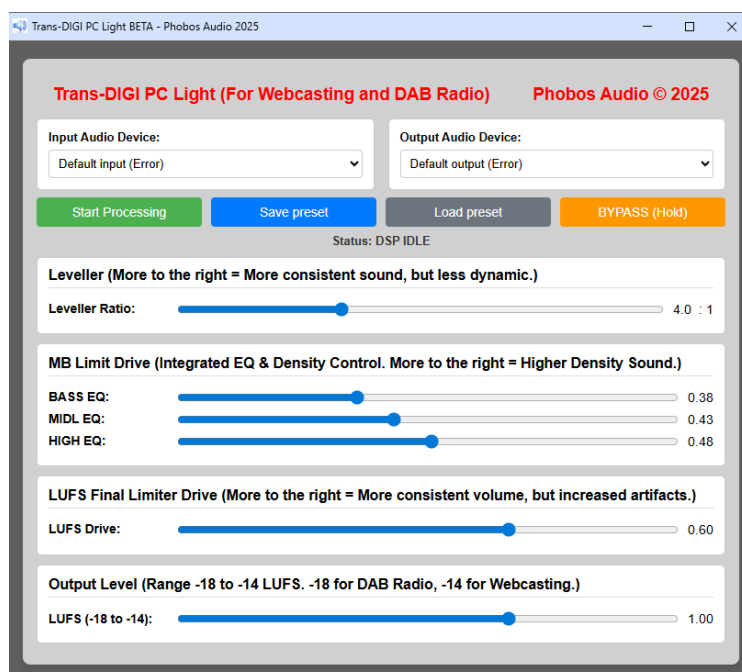 Trans-DIGI PC Light BETA - Phobos Audio 2025
Trans-DIGI PC Light (For Webcasting and DAB Radio) Phobos Audio © 2025
Input Audio Device: Output Audio Device:
Default input (Error) Default output (Error)
Start Processing Save preset Load preset BYPASS (Hold)
Status: DSP IDLE
Leveller (More to the right = More consistent sound, but less dynamic.)
Leveller Ratio: 4.0 : 1
MB Limit Drive (Integrated EQ & Density Control. More to the right = Higher Density Sound.)
BASS EQ: 0.38
MIDL EQ: 0.43
HIGH EQ: 0.48
LUFS Final Limiter Drive (More to the right = More consistent volume, but increased artifacts.)
LUFS Drive: 0.60
Output Level (Range -18 to -14 LUFS. -18 for DAB Radio, -14 for Webcasting.)
LUFS (-18 to -14): 1.00